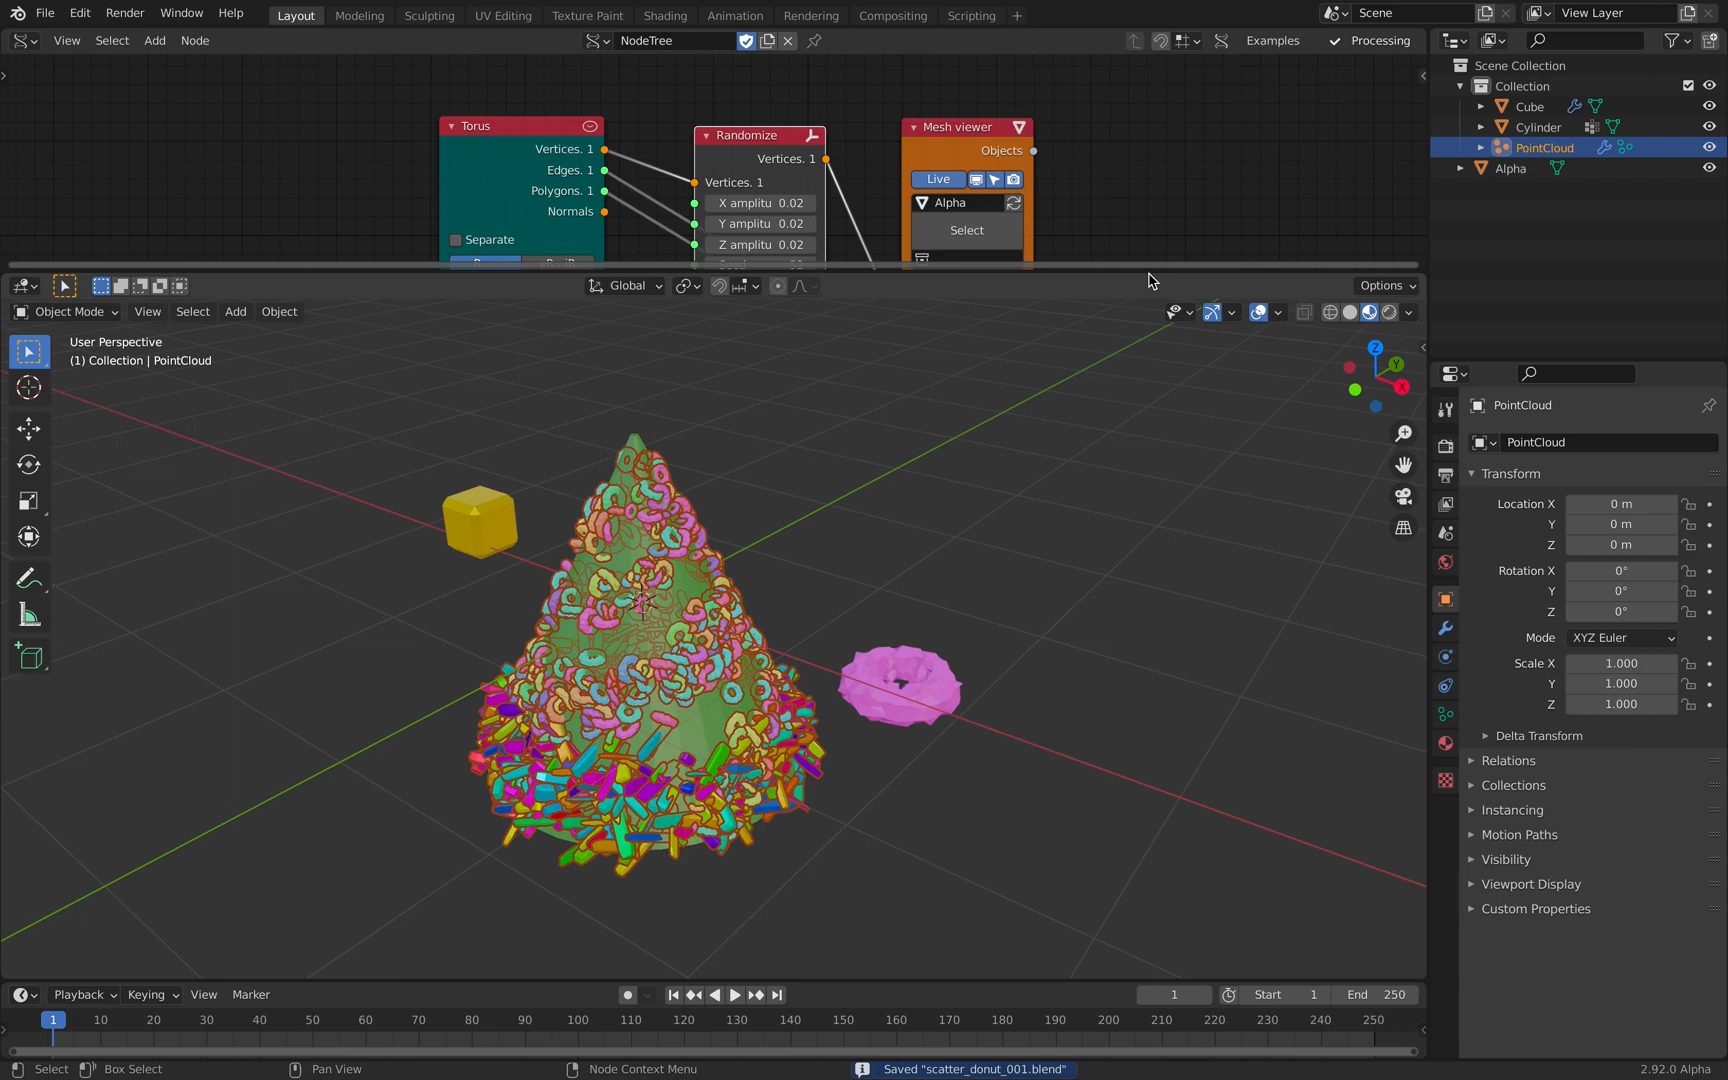 File Edit Render Window Help Layout Modeling Sculpting UV Editing Texture Paint Shading Animation Rendering Compositing Scripting + Scene View Layer
View Select Add Node NodeTree Examples Processing
Scene Collection
Collection
Cube
Cylinder
PointCloud
Alpha
Torus
Vertices. 1
Edges. 1
Polygons. 1
Normals
Separate
Randomize
Vertices. 1
Vertices. 1
X amplitu 0.02
Y amplitu 0.02
Z amplitu 0.02
Mesh viewer
Objects
Live
Alpha
Select
Global Options
Object Mode View Select Add Object
User Perspective
(1) Collection | PointCloud
Z
Y
X
PointCloud
PointCloud
Transform
Location X 0 m
Y 0 m
Z 0 m
Rotation X 0°
Y 0°
Z 0°
Mode XYZ Euler
Scale X 1.000
Y 1.000
Z 1.000
Delta Transform
Relations
Collections
Instancing
Motion Paths
Visibility
Viewport Display
Custom Properties
Playback Keying View Marker 1 Start 1 End 250
1 10 20 30 40 50 60 70 80 90 100 110 120 130 140 150 160 170 180 190 200 210 220 230 240 250
Select Box Select Pan View Node Context Menu Saved "scatter_donut_001.blend" 2.92.0 Alpha